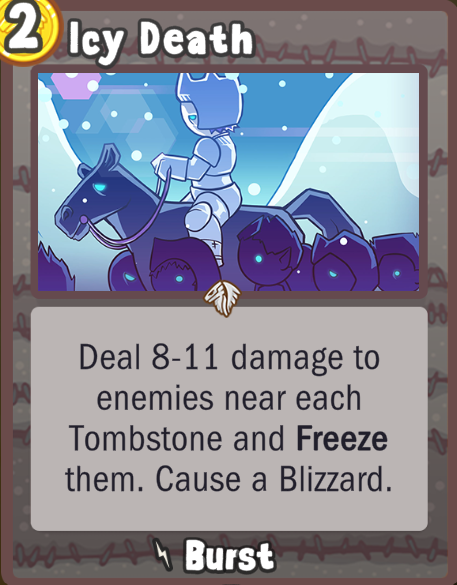 2 Icy Death
Deal 8-11 damage to
enemies near each
Tombstone and Freeze
them. Cause a Blizzard.
Burst